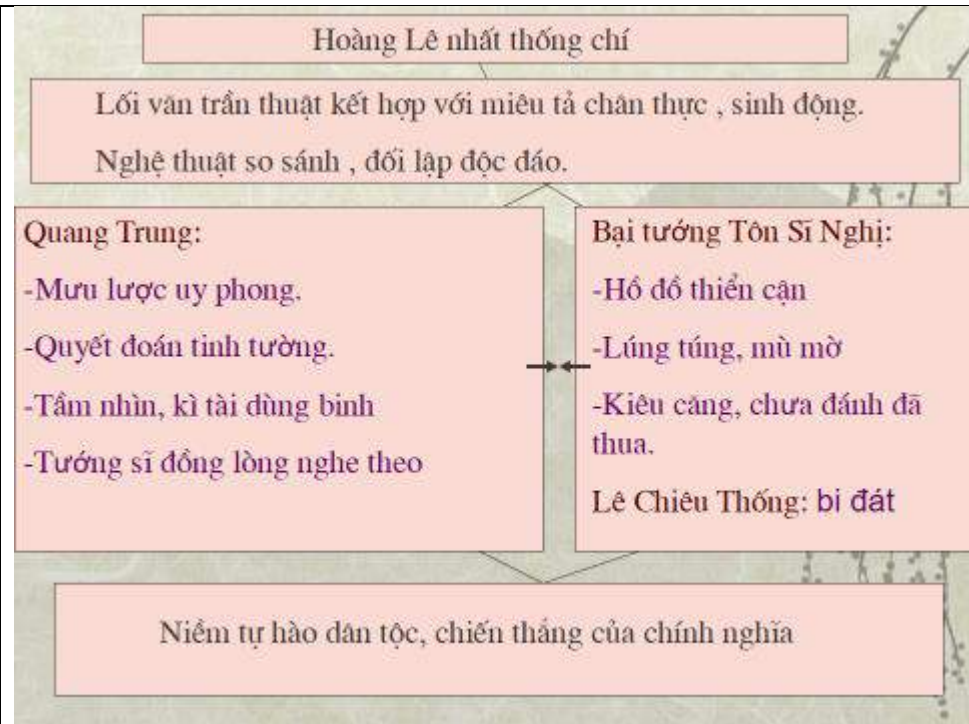 Hoàng Lê nhất thống chí
Lối văn trần thuật kết hợp với miêu tả chân thực , sinh động.
Nghệ thuật so sánh , đối lập độc đáo.
Quang Trung:
-Mưu lược uy phong.
-Quyết đoán tinh tường.
-Tầm nhìn, kì tài dùng binh
-Tướng sĩ đồng lòng nghe theo
Bại tướng Tôn Sĩ Nghị:
-Hồ đồ thiển cận
-Lúng túng, mù mờ
-Kiêu căng, chưa đánh đã
thua.
Lê Chiêu Thống: bi đát
Niềm tự hào dân tộc, chiến thắng của chính nghĩa